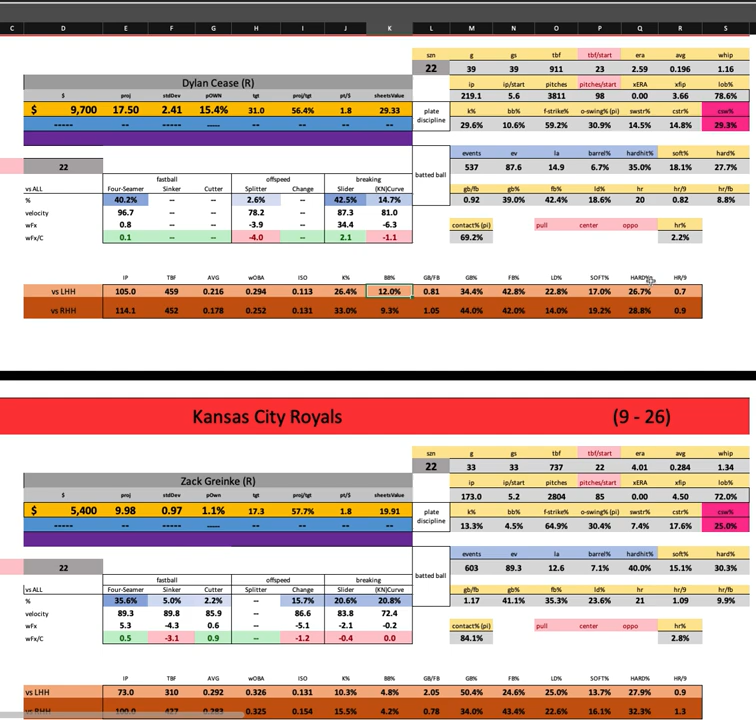 C D E F G H I J K L M N O P Q R S
szn g gs tbf tbf/start era avg whip
22 39 39 911 23 2.59 0.196 1.16
Dylan Cease (R)
ip ip/start pitches pitches/start xERA xfip lob%
$ proj stdDev pOWN tgt proj/tgt pt/$ sheetsValue
219.1 5.6 3811 98 0.00 3.66 78.6%
$ 9,700 17.50 2.41 15.4% 31.0 56.4% 1.8 29.33
plate discipline k% bb% f-strike% o-swing% (pi) swstr% cstr% csw%
----- -- -- ---- -- -- -- --
29.6% 10.6% 59.2% 30.9% 14.5% 14.8% 29.3%
events ev la barrel% hardhit% soft% hard%
22
537 87.6 14.9 6.7% 35.0% 18.1% 27.7%
fastball offspeed breaking
batted ball
vs ALL Four-Seamer Sinker Cutter Splitter Change Slider (KN)Curve
gb/fb gb% fb% ld% hr hr/9 hr/fb
% 40.2% -- -- 2.6% -- 42.5% 14.7%
0.92 39.0% 42.4% 18.6% 20 0.82 8.8%
velocity 96.7 -- -- 78.2 -- 87.3 81.0
wFx 0.8 -- -- -3.9 -- 34.4 -6.3
contact% (pi) pull center oppo hr%
wFx/C 0.1 -- -- -4.0 -- 2.1 -1.1
69.2% 2.2%
IP TBF AVG wOBA ISO K% BB% GB/FB GB% FB% LD% SOFT% HARD% HR/9
vs LHH 105.0 459 0.216 0.294 0.113 26.4% 12.0% 0.81 34.4% 42.8% 22.8% 17.0% 26.7% 0.7
vs RHH 114.1 452 0.178 0.252 0.131 33.0% 9.3% 1.05 44.0% 42.0% 14.0% 19.2% 28.8% 0.9
Kansas City Royals (9 - 26)
szn g gs tbf tbf/start era avg whip
22 33 33 737 22 4.01 0.284 1.34
Zack Greinke (R)
ip ip/start pitches pitches/start xERA xfip lob%
$ proj stdDev pOwn tgt proj/tgt pt/$ sheetsValue
173.0 5.2 2804 85 0.00 4.50 72.0%
$ 5,400 9.98 0.97 1.1% 17.3 57.7% 1.8 19.91
plate discipline k% bb% f-strike% o-swing% (pi) swstr% cstr% csw%
----- -- -- ---- -- -- -- --
13.3% 4.5% 64.9% 30.4% 7.4% 17.6% 25.0%
events ev la barrel% hardhit% soft% hard%
22
603 89.3 12.6 7.1% 40.0% 15.1% 30.3%
fastball offspeed breaking
batted ball
vs ALL Four-Seamer Sinker Cutter Splitter Change Slider (KN)Curve
gb/fb gb% fb% ld% hr hr/9 hr/fb
% 35.6% 5.0% 2.2% -- 15.7% 20.6% 20.8%
1.17 41.1% 35.3% 23.6% 21 1.09 9.9%
velocity 89.3 89.8 85.9 -- 86.6 83.8 72.4
wFx 5.3 -4.3 0.6 -- -5.1 -2.1 -0.2
contact% (pi) pull center oppo hr%
wFx/C 0.5 -3.1 0.9 -- -1.2 -0.4 0.0
84.1% 2.8%
IP TBF AVG wOBA ISO K% BB% GB/FB GB% FB% LD% SOFT% HARD% HR/9
vs LHH 73.0 310 0.292 0.326 0.131 10.3% 4.8% 2.05 50.4% 24.6% 25.0% 13.7% 27.9% 0.9
vs RHH 100.0 427 0.283 0.325 0.154 15.5% 4.2% 0.78 34.0% 43.4% 22.6% 16.1% 32.3% 1.3